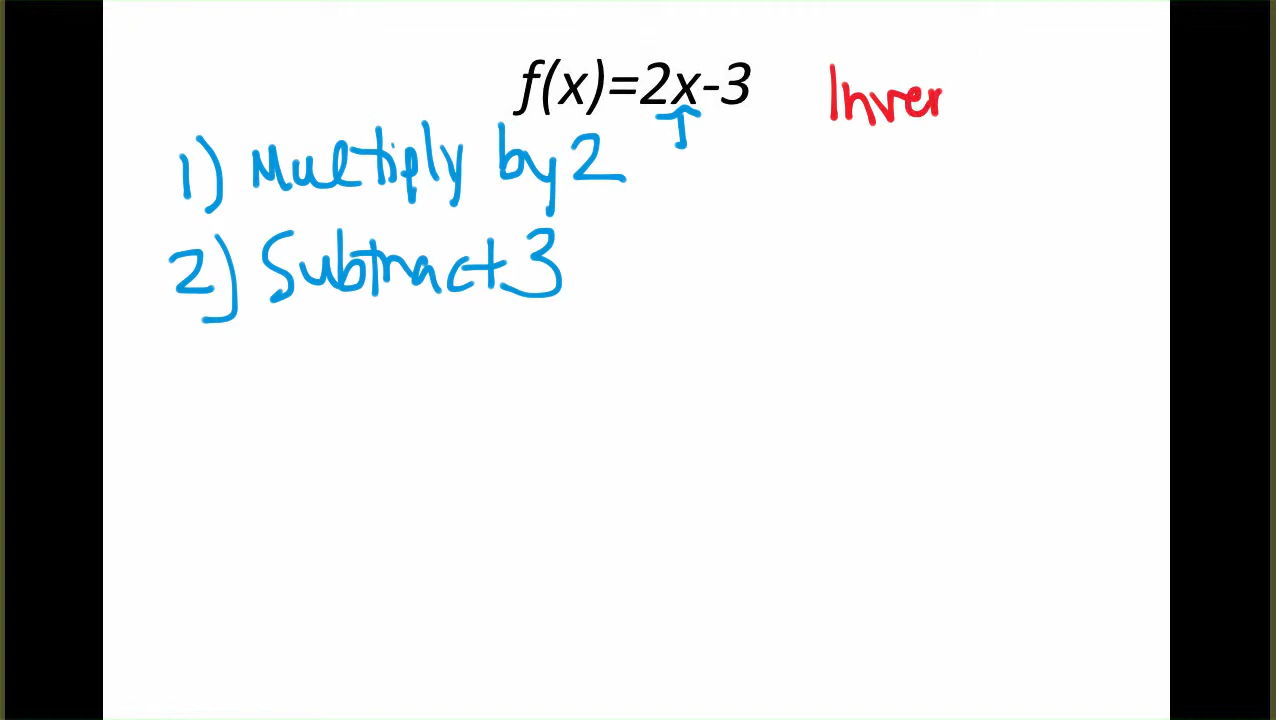 f(x)=2x-3 Inver
1) Multiply by 2
2) Subtract 3